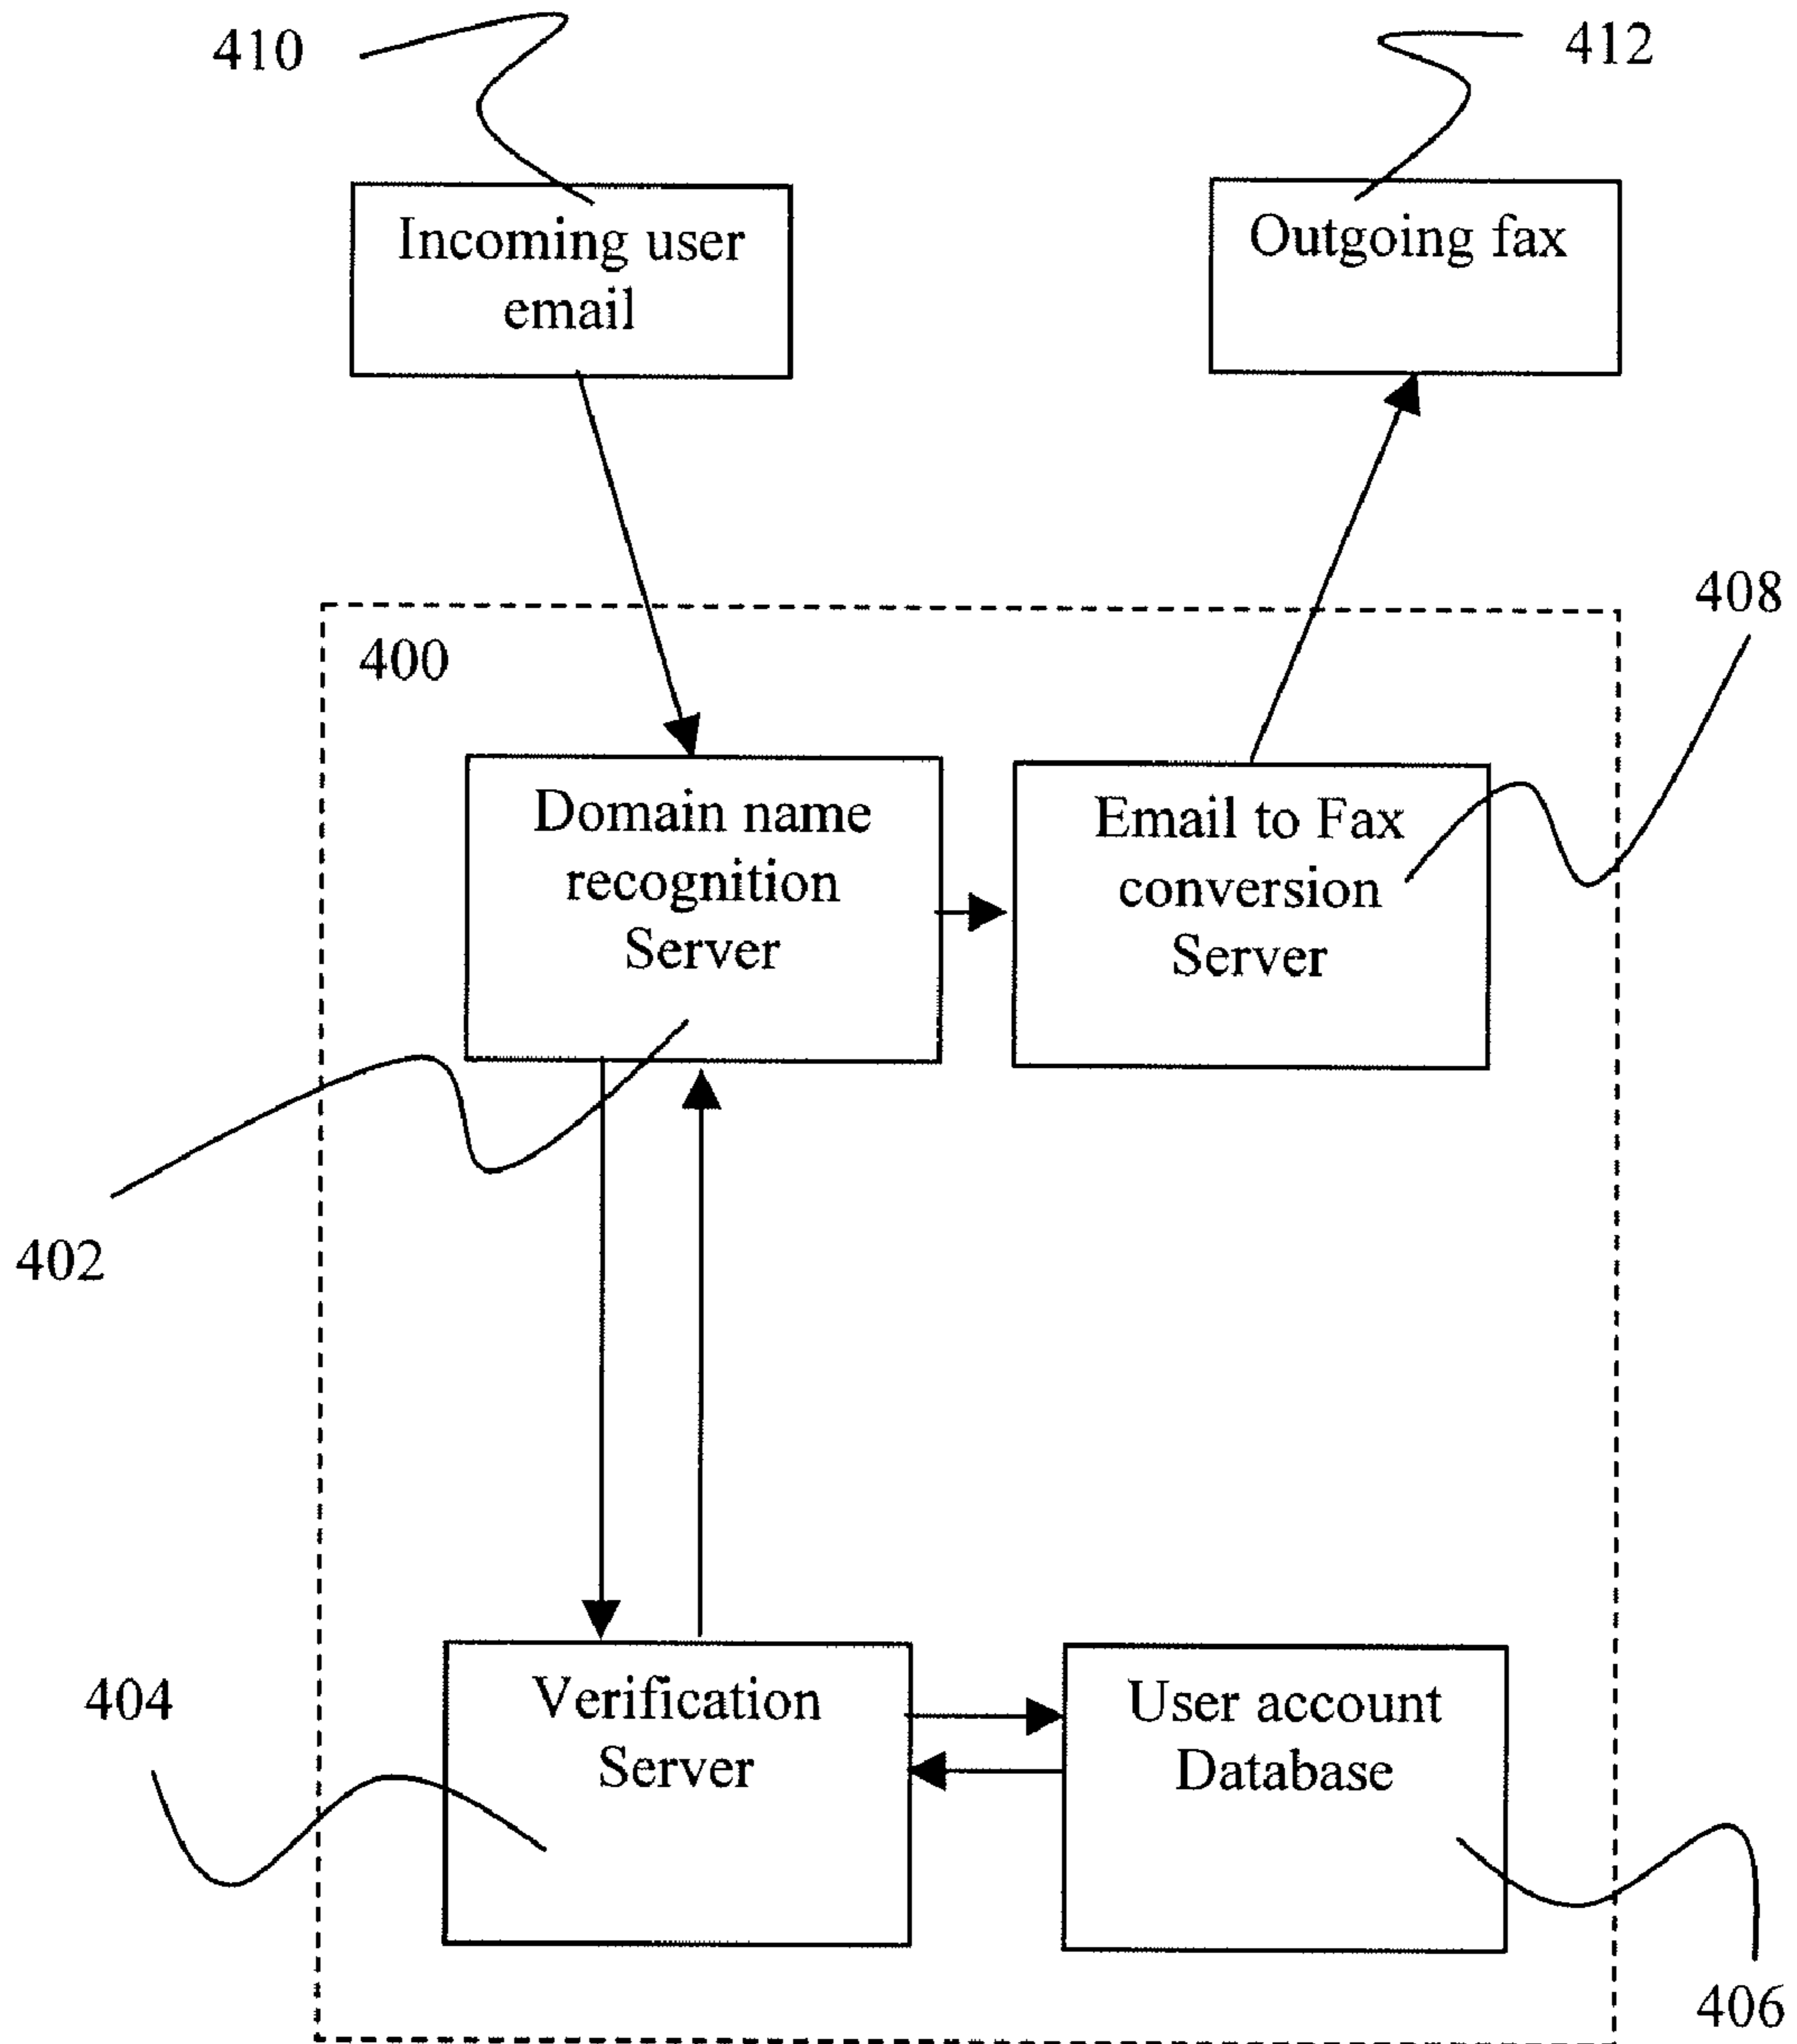 410
412
Incoming user
email
Outgoing fax
408
400
Domain name
recognition
Server
Email to Fax
conversion
Server
402
404
Verification
Server
User account
Database
406